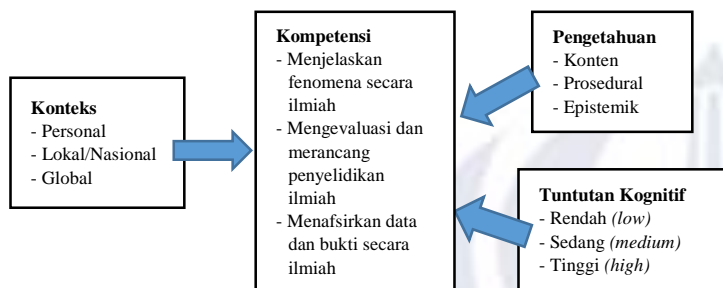 Konteks
- Personal
- Lokal/Nasional
- Global
Kompetensi
- Menjelaskan
fenomena secara
ilmiah
- Mengevaluasi dan
merancang
penyelidikan
ilmiah
- Menafsirkan data
dan bukti secara
ilmiah
Pengetahuan
- Konten
- Prosedural
- Epistemik
Tuntutan Kognitif
- Rendah (low)
- Sedang (medium)
- Tinggi (high)